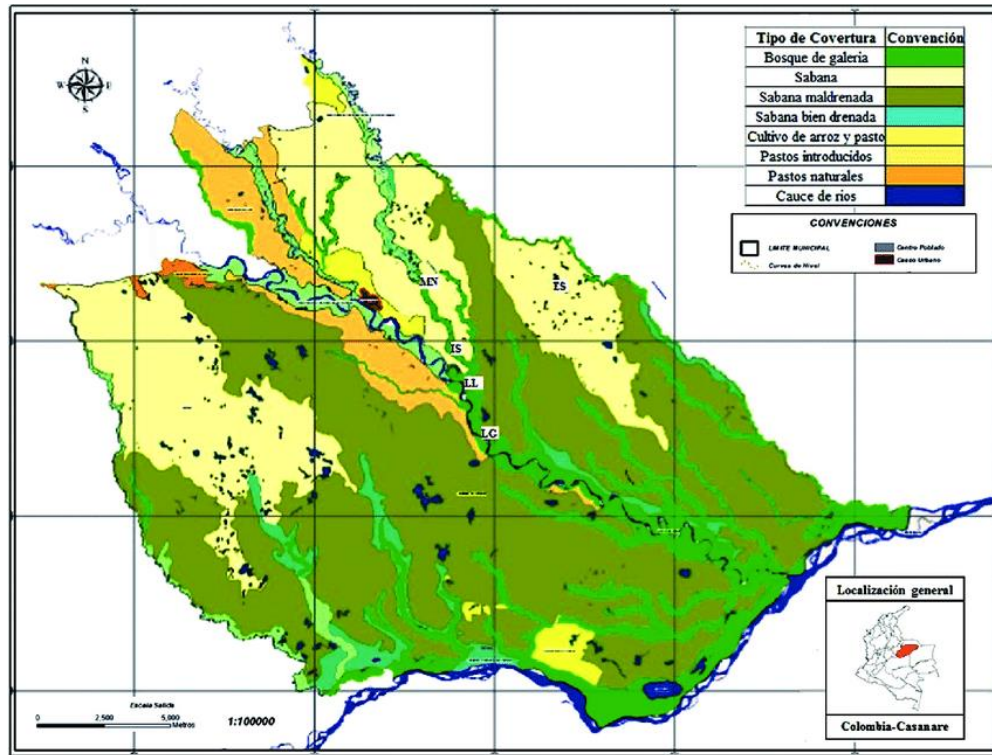 N
W
E
S
Tipo de Covertura Convención
Bosque de galeria
Sabana
Sabana maldrenada
Sabana bien drenada
Cultivo de arroz y pasto
Pastos introducidos
Pastos naturales
Cauce de rios
CONVENCIONES
LIMITE MUNICIPAL
Centro Poblado
Curvas de Nivel
Casco Urbano
MN
ES
IS
LL
LG
Localización general
Colombia-Casanare
Escala Salida
0 2,500 5,000
Metros
1:100000